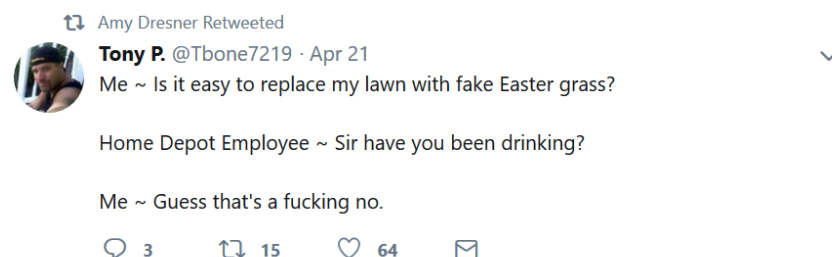 Amy Dresner Retweeted
Tony P. @Tbone7219 · Apr 21
Me ~ Is it easy to replace my lawn with fake Easter grass?
Home Depot Employee ~ Sir have you been drinking?
Me ~ Guess that's a fucking no.
3 15 64